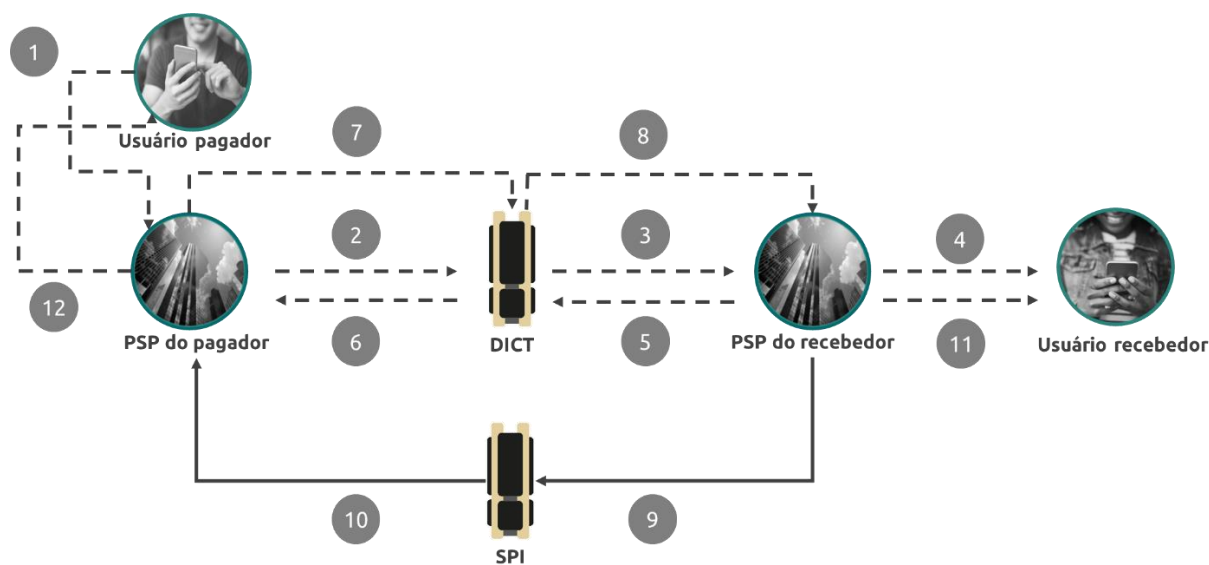 1
Usuário pagador
7
8
2
3
4
12
6
5
11
PSP do pagador
DICT
PSP do recebedor
Usuário recebedor
10
9
SPI